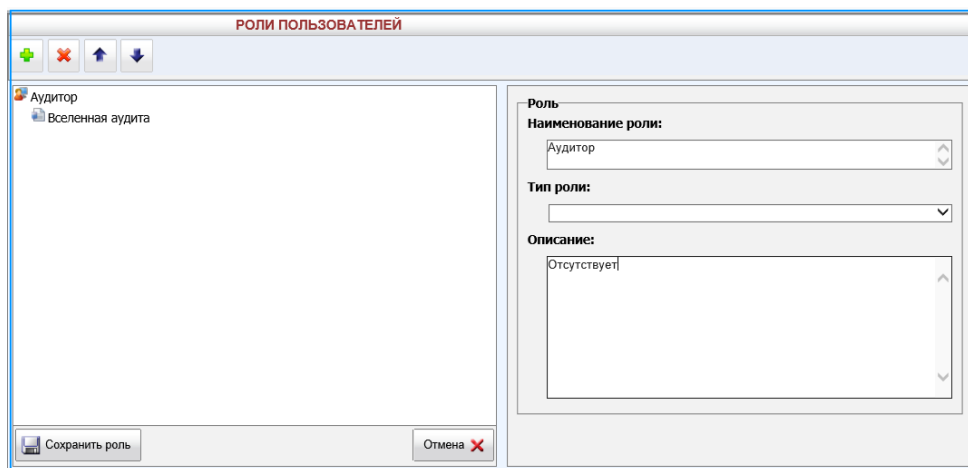 РОЛИ ПОЛЬЗОВАТЕЛЕЙ
Аудитор
Вселенная аудита
Роль
Наименование роли:
Аудитор
Тип роли:
Описание:
Отсутствует
Сохранить роль
Отмена